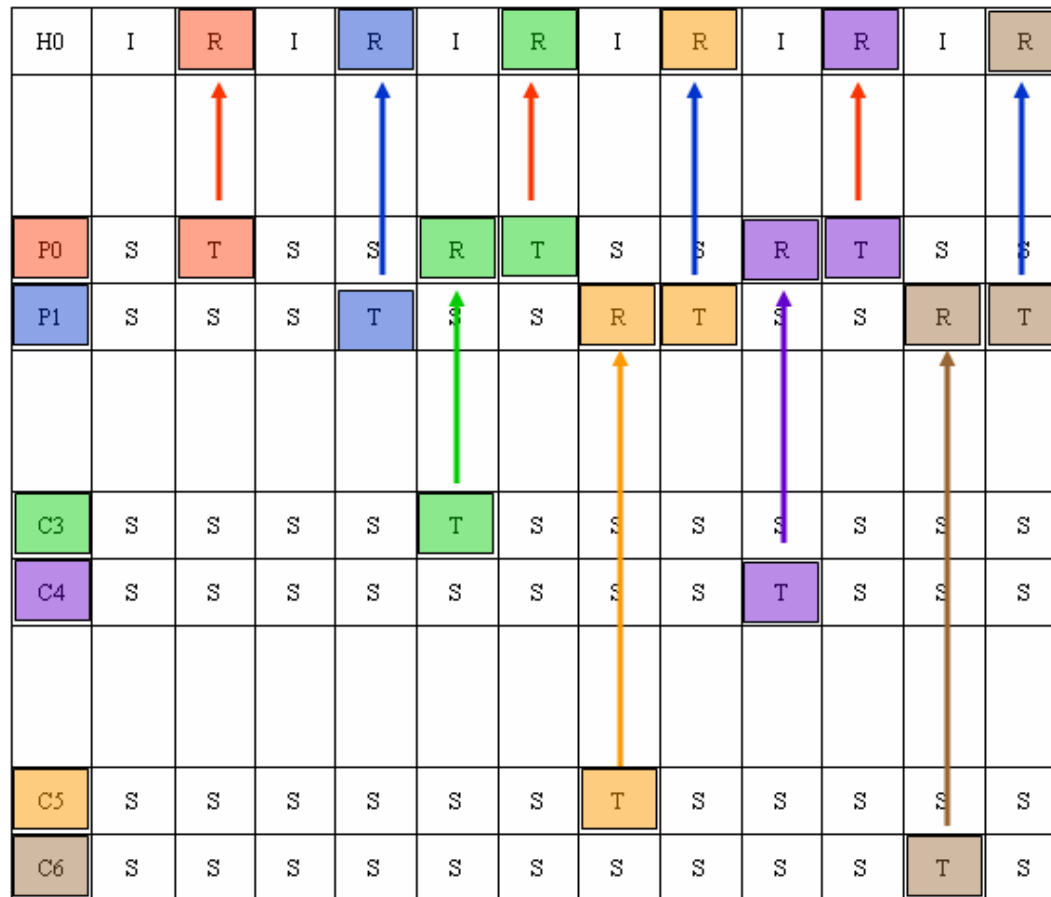 H0 I R I R I R I R I R I R
P0 S T S S R T S S R T S S
P1 S S S T S S R T S S R T
C3 S S S S T S S S S S S S
C4 S S S S S S S S T S S S
C5 S S S S S S T S S S S S
C6 S S S S S S S S S S T S